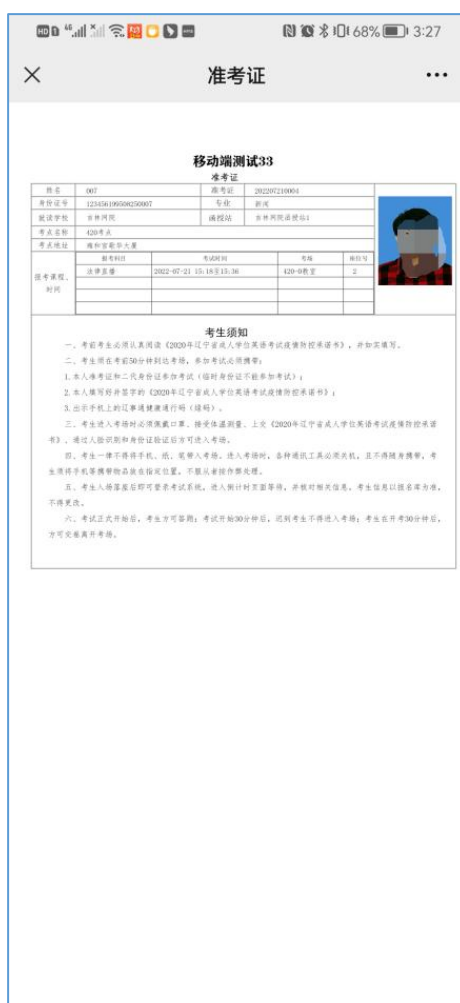 68% 3:27
准考证
移动端测试33
准考证
姓名 007 准考证 202207210004
身份证号 123456199508250007 专业 新闻
就读学校 吉林网院 函授站 吉林网院函授站1
考点名称 420考点
考点地址 雍和宫歌华大厦
报考课程、时间 报考科目 考试时间 考场 座位号
法律直播 2022-07-21 15:18至15:36 420-9教室 2
考生须知
一、考前考生必须认真阅读《2020年辽宁省成人学位英语考试疫情防控承诺书》，并如实填写。
二、考生须在考前50分钟到达考场，参加考试必须携带：
1.本人准考证和二代身份证参加考试（临时身份证不能参加考试）；
2.本人填写好并签字的《2020年辽宁省成人学位英语考试疫情防控承诺书》；
3.出示手机上的辽事通健康通行码（绿码）。
三、考生进入考场时必须佩戴口罩、接受体温测量、上交《2020年辽宁省成人学位英语考试疫情防控承诺
书》、通过人脸识别和身份证验证后方可进入考场。
四、考生一律不得将手机、纸、笔带入考场。进入考场时，各种通讯工具必须关机，且不得随身携带，考
生须将手机等携带物品放在指定位置，不服从者按作弊处理。
五、考生入场落座后即可登录考试系统，进入倒计时页面等待，并核对相关信息，考生信息以报名库为准，
不得更改。
六、考试正式开始后，考生方可答题；考试开始30分钟后，迟到考生不得进入考场；考生在开考30分钟后，
方可交卷离开考场。